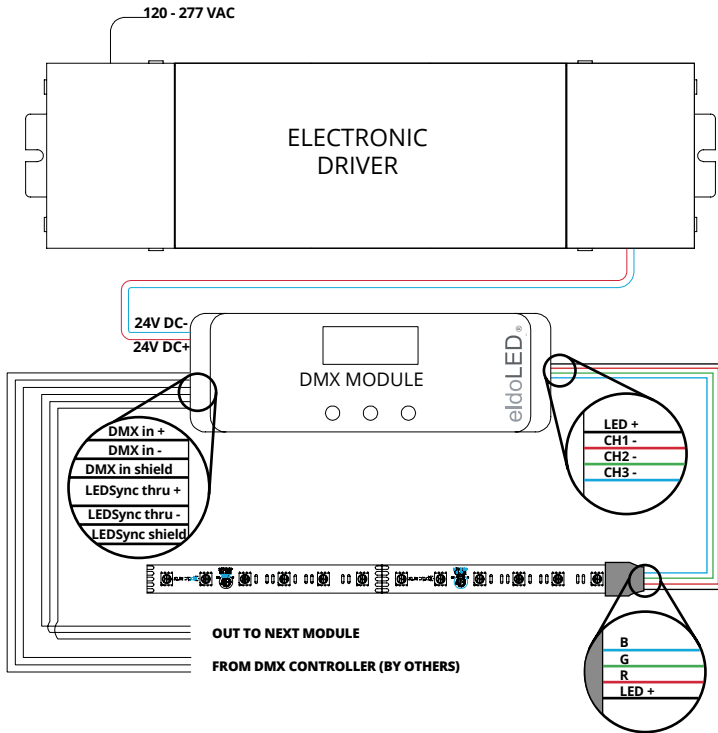 120 - 277 VAC
ELECTRONIC
DRIVER
24V DC-
24V DC+
DMX MODULE
eldoLED®
DMX in +
DMX in -
DMX in shield
LEDSync thru +
LEDSync thru -
LEDSync shield
LED +
CH1 -
CH2 -
CH3 -
OUT TO NEXT MODULE
FROM DMX CONTROLLER (BY OTHERS)
B
G
R
LED +